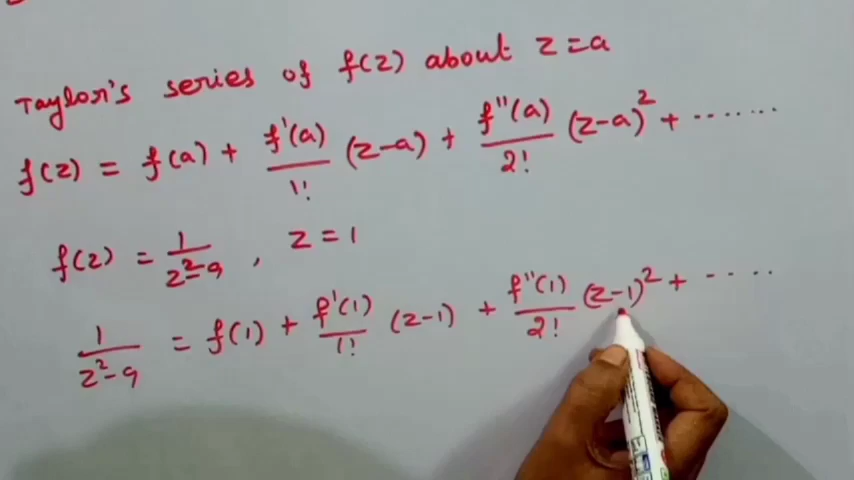 Taylor's series of f(z) about z=a
f(z) = f(a) + f'(a)/1! (z-a) + f''(a)/2! (z-a)² + .......
f(z) = 1/z²-9 , z = 1
1/z²-9 = f(1) + f'(1)/1! (z-1) + f''(1)/2! (z-1)² + .....